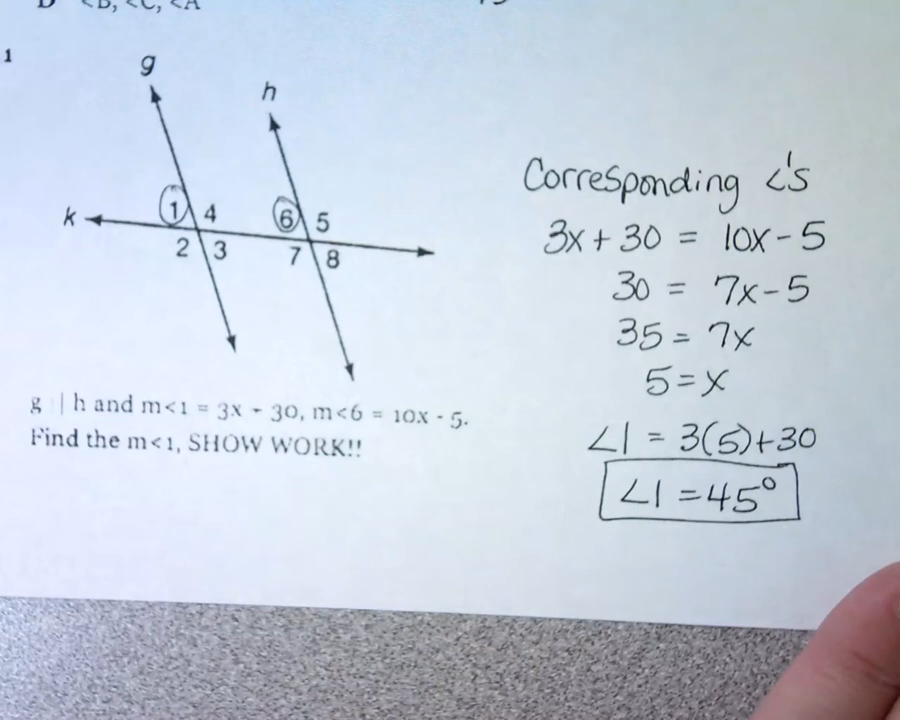 D <B, <C, <A
1
g
h
k 1 4 6 5
2 3 7 8
g | h and m<1 = 3x - 30, m<6 = 10x - 5.
Find the m<1, SHOW WORK!!
Corresponding ∠'s
3x + 30 = 10x - 5
30 = 7x - 5
35 = 7x
5 = x
∠1 = 3(5)+30
∠1 = 45°